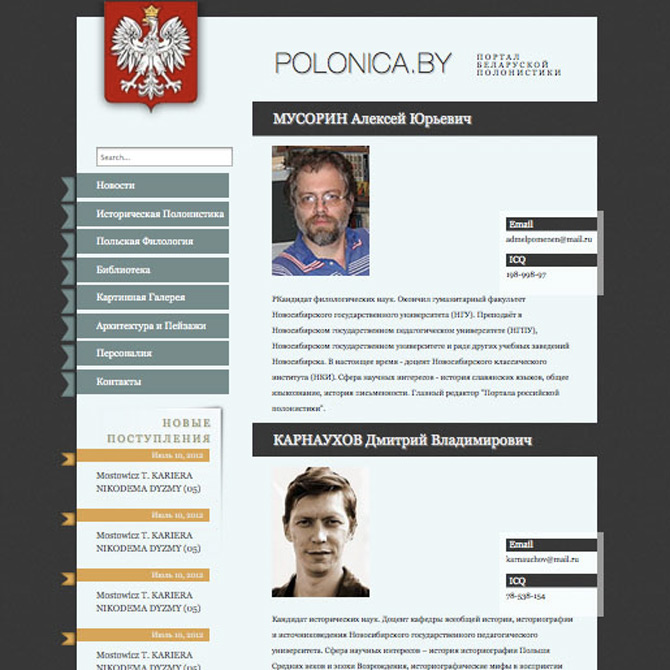 POLONICA.BY
ПОРТАЛ
БЕЛАРУСКОЙ
ПОЛОНИСТИКИ
Search...
Новости
Историческая Полонистика
Польская Филология
Библиотека
Картинная Галерея
Архитектура и Пейзажи
Персоналия
Контакты
НОВЫЕ
ПОСТУПЛЕНИЯ
Июль 10, 2012
Mostowicz T. KARIERA
NIKODEMA DYZMY (05)
Июль 10, 2012
Mostowicz T. KARIERA
NIKODEMA DYZMY (05)
Июль 10, 2012
Mostowicz T. KARIERA
NIKODEMA DYZMY (05)
Июль 10, 2012
Mostowicz T. KARIERA
NIKODEMA DYZMY (05)
МУСОРИН Алексей Юрьевич
Email
admelpomenen@mail.ru
ICQ
198-998-97
РКандидат филологических наук. Окончил гуманитарный факультет
Новосибирского государственного университета (НГУ). Преподаёт в
Новосибирском государственном педагогическом университете (НГПУ),
Новосибирском государственном университете и ряде других учебных заведений
Новосибирска. В настоящее время - доцент Новосибирского классического
института (НКИ). Сфера научных интересов - история славянских языков, общее
языкознание, история письменности. Главный редактор "Портала российской
полонистики".
КАРНАУХОВ Дмитрий Владимирович
Email
karnauchov@mail.ru
ICQ
78-538-154
Кандидат исторических наук. Доцент кафедры всеобщей истории, историографии
и источниковедения Новосибирского государственного педагогического
университета. Сфера научных интересов – история историографии Польши
Средних веков и эпохи Возрождения, историографические мифы в восприятии